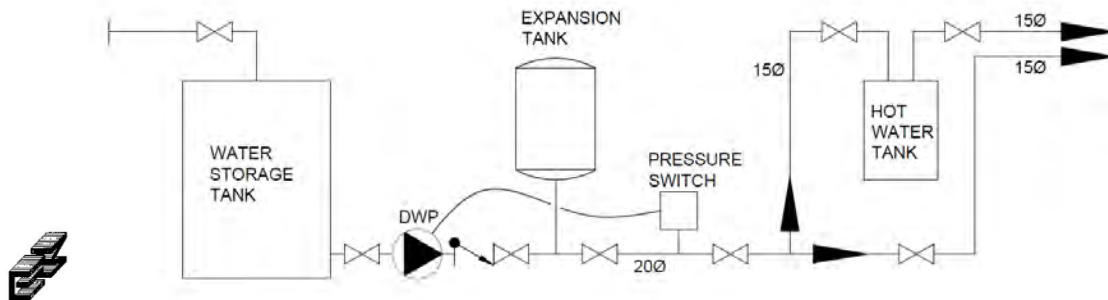 EXPANSION
TANK
15Ø
15Ø
15Ø
HOT
WATER
TANK
WATER
STORAGE
TANK
PRESSURE
SWITCH
DWP
20Ø